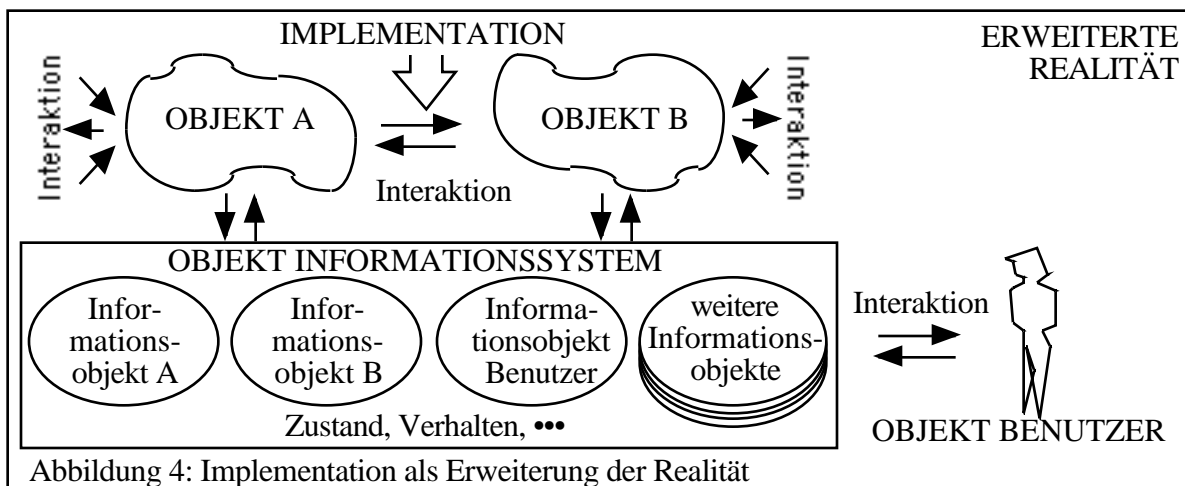 IMPLEMENTATION
ERWEITERTE
REALITÄT
Interaktion
OBJEKT A
OBJEKT B
Interaktion
Interaktion
OBJEKT INFORMATIONSSYSTEM
Infor-
mations-
objekt A
Infor-
mations-
objekt B
Informa-
tionsobjekt
Benutzer
weitere
Informations-
objekte
Zustand, Verhalten, •••
Interaktion
OBJEKT BENUTZER
Abbildung 4: Implementation als Erweiterung der Realität